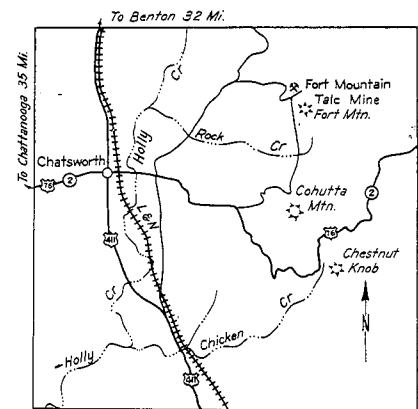 To Benton 32 Mi.
To Chattanooga 35 Mi.
Cr
Fort Mountain
Talc Mine
Fort Mtn.
Holly
Rock
Cr
Chatsworth
76
2
L&N
Cohutta
Mtn.
2
76
411
Chestnut
Knob
Cr
Cr
N
Chicken
Holly
411